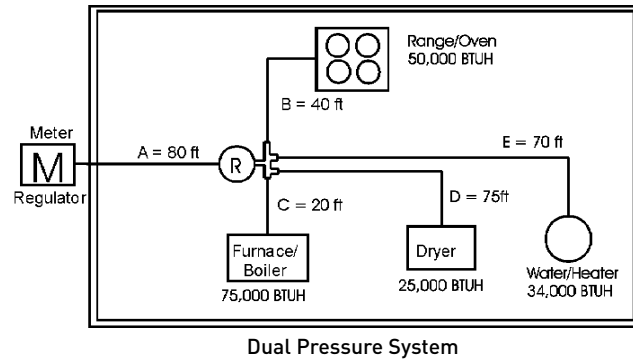 Range/Oven
50,000 BTUH
B = 40 ft
Meter
M
Regulator
A = 80 ft
R
E = 70 ft
C = 20 ft
D = 75ft
Furnace/
Boiler
75,000 BTUH
Dryer
25,000 BTUH
Water/Heater
34,000 BTUH
Dual Pressure System